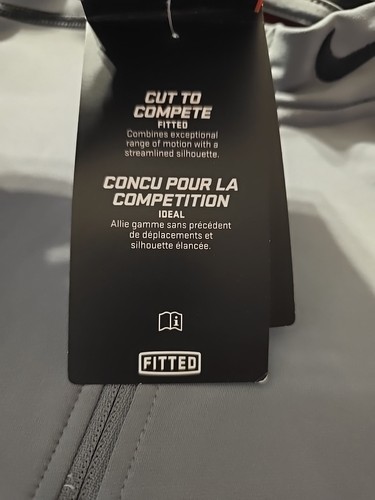 CUT TO
COMPETE
FITTED
Combines exceptional
range of motion with a
streamlined silhouette.
CONCU POUR LA
COMPETITION
IDEAL
Allie gamme sans précédent
de déplacements et
silhouette élancée.
FITTED